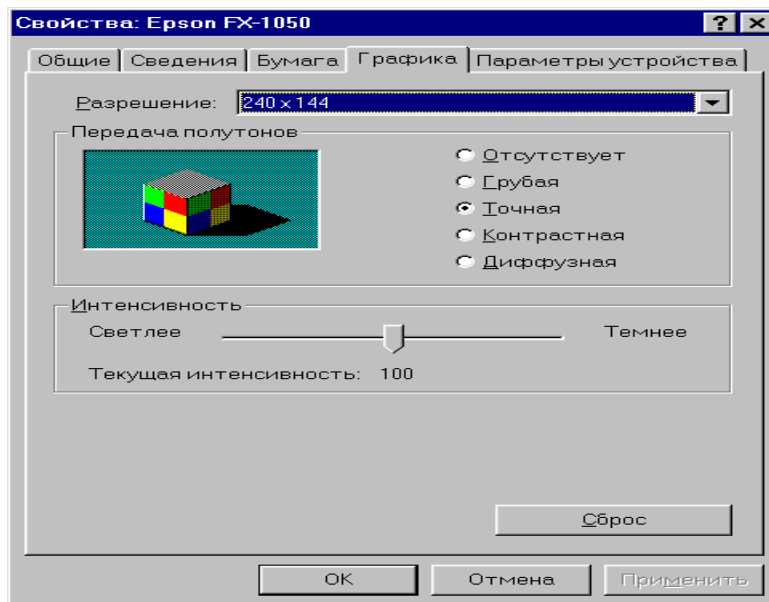 Свойства: Epson FX-1050
Общие Сведения Бумага Графика Параметры устройства
Разрешение: 240 x 144
Передача полутонов
Отсутствует
Грубая
Точная
Контрастная
Диффузная
Интенсивность
Светлее Темнее
Текущая интенсивность: 100
Сброс
OK Отмена Применить